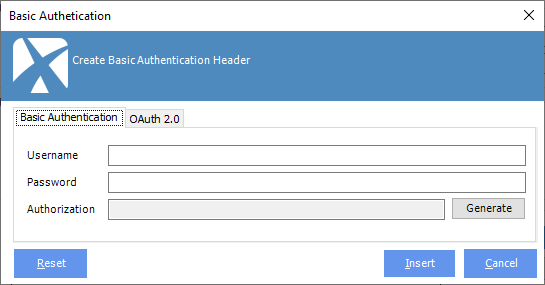 Basic Authetication
Create Basic Authentication Header
Basic Authentication OAuth 2.0
Username
Password
Authorization Generate
Reset Insert Cancel